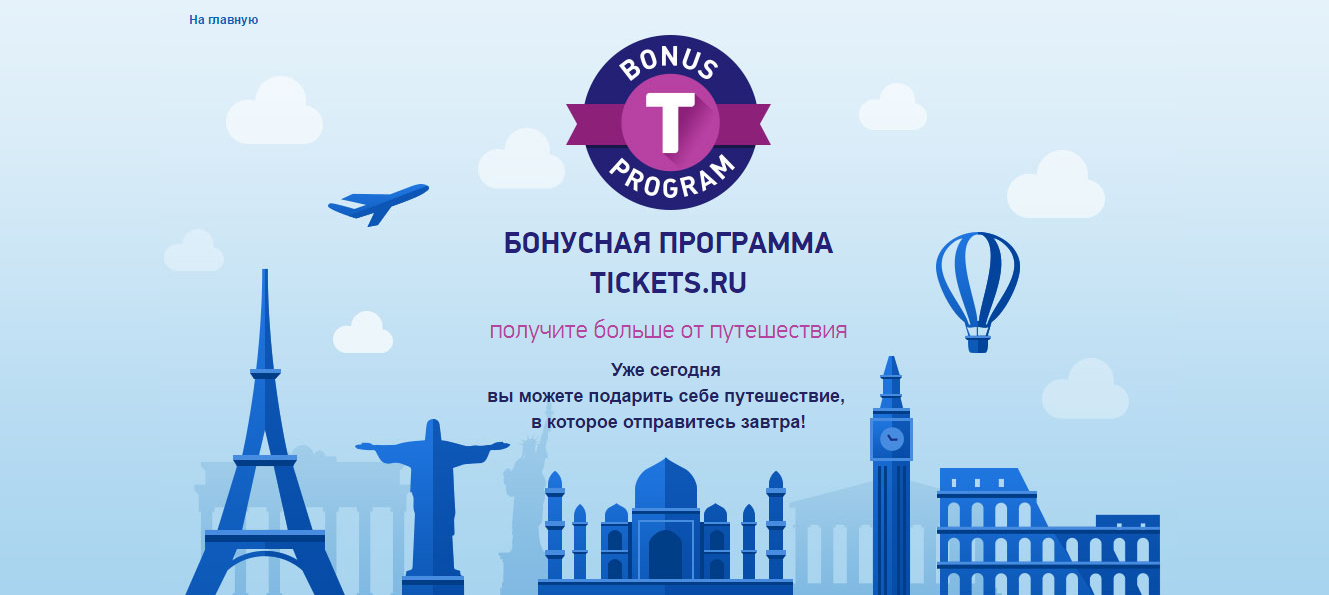 На главную
BONUS
T
PROGRAM
БОНУСНАЯ ПРОГРАММА
TICKETS.RU
получите больше от путешествия
Уже сегодня
вы можете подарить себе путешествие,
в которое отправитесь завтра!